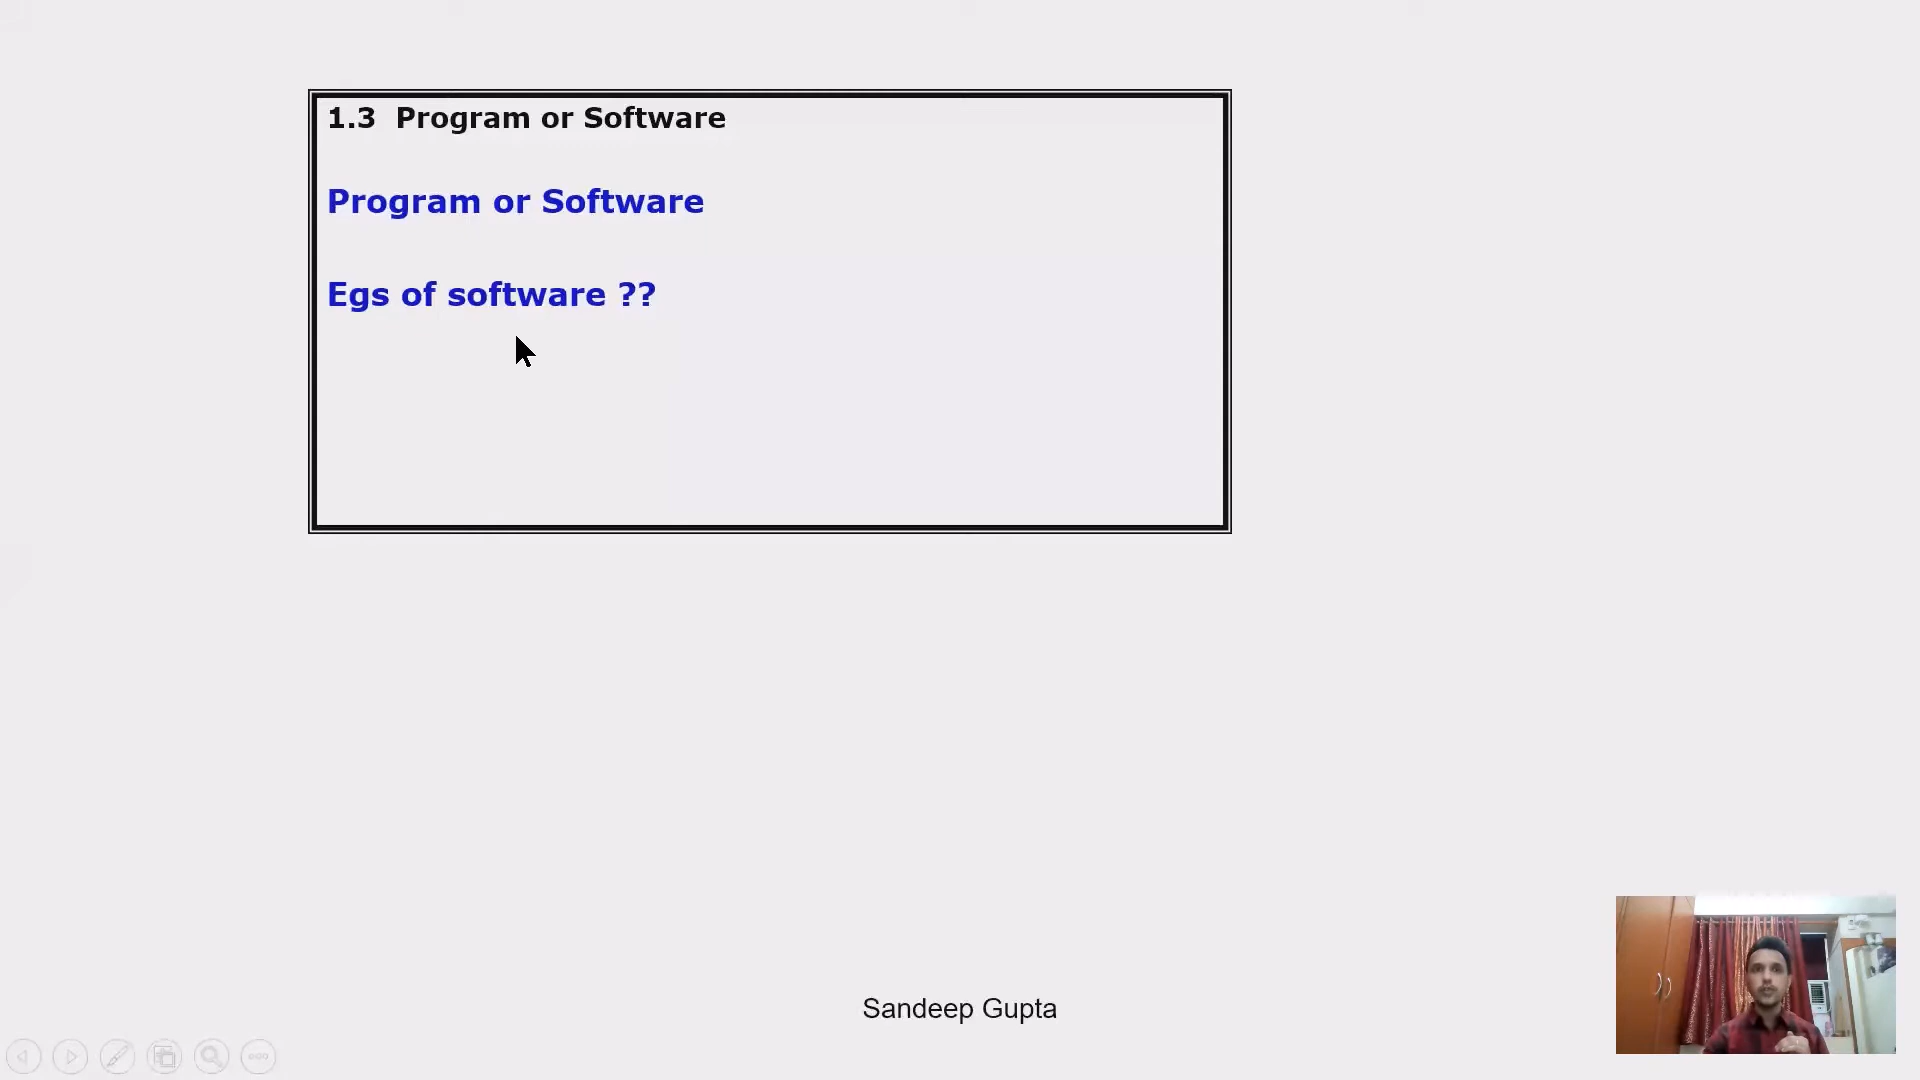 1.3 Program or Software
Program or Software
Egs of software ??
Sandeep Gupta